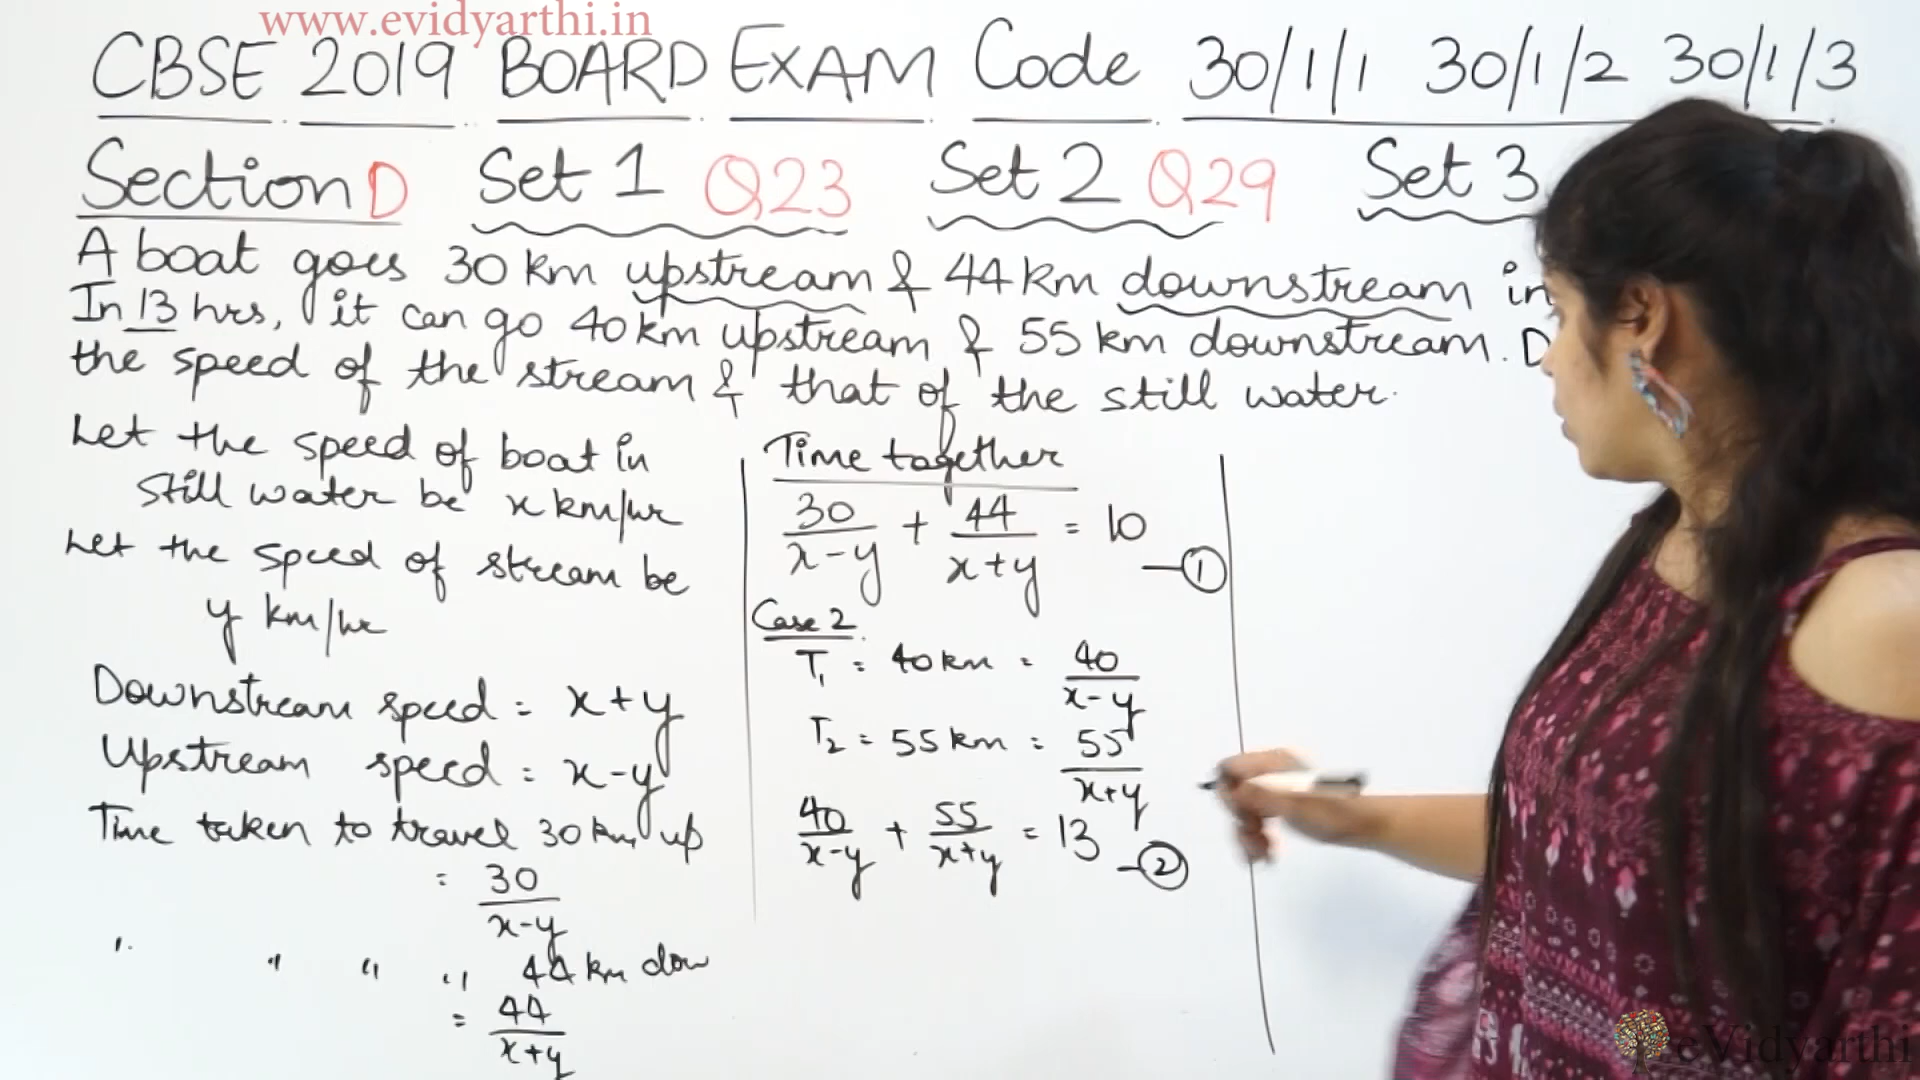 www.evidyarthi.in
CBSE 2019 BOARD EXAM Code 30/1/1 30/1/2 30/1/3
Section D Set 1 Q23 Set 2 Q29 Set 3
A boat goes 30 km upstream & 44 km downstream in
In 13 hrs, it can go 40 km upstream & 55 km downstream. D
the speed of the stream & that of the still water.
Let the speed of boat in
still water be x km/hr
Let the speed of stream be
y km/hr
Downstream speed = x+y
Upstream speed = x-y
Time taken to travel 30 km up
= 30/(x-y)
" " " " 44 km dow
= 44/(x+y)
Time together
30/(x-y) + 44/(x+y) = 10 —①
Case 2
T₁ = 40 km = 40/(x-y)
T₂ = 55 km = 55/(x+y)
40/(x-y) + 55/(x+y) = 13 —②
eVidyarthi